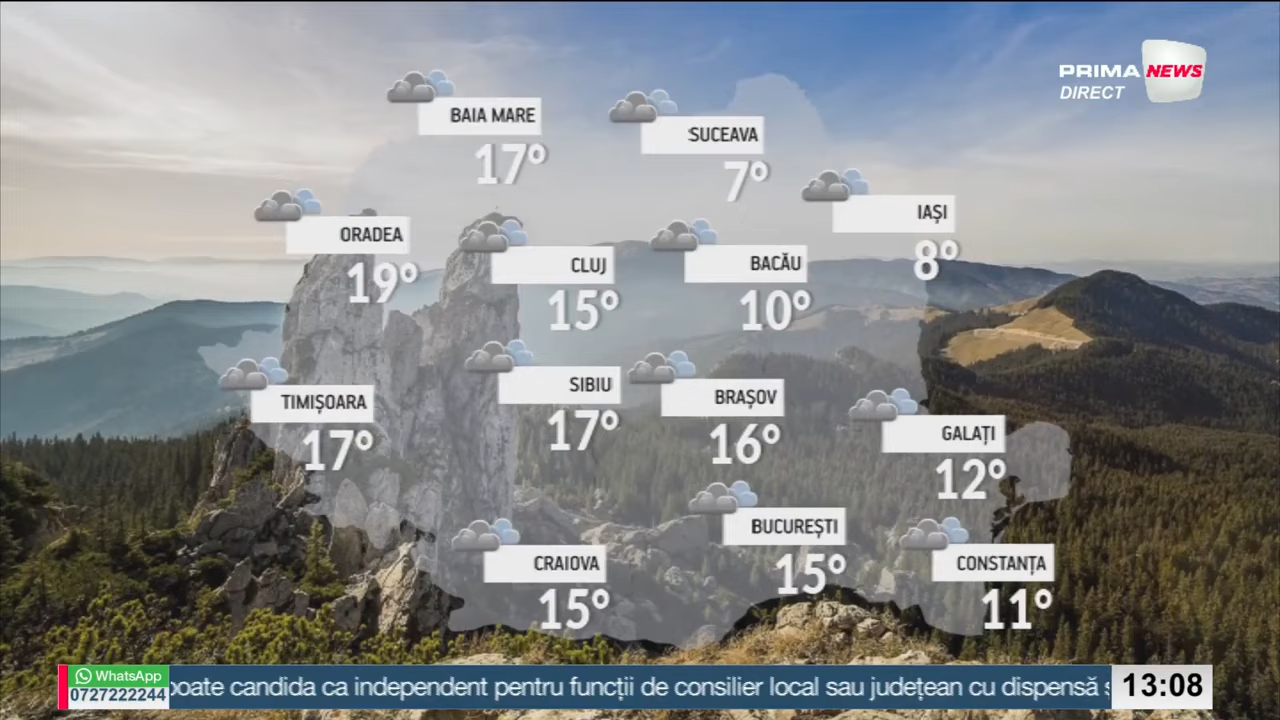 PRIMA NEWS
DIRECT
BAIA MARE
17°
SUCEAVA
7°
IAȘI
8°
ORADEA
19°
CLUJ
15°
BACĂU
10°
TIMIȘOARA
17°
SIBIU
17°
BRAȘOV
16°
GALAȚI
12°
BUCUREȘTI
15°
CRAIOVA
15°
CONSTANȚA
11°
WhatsApp
0727222244
poate candida ca independent pentru funcții de consilier local sau județean cu dispensă
13:08